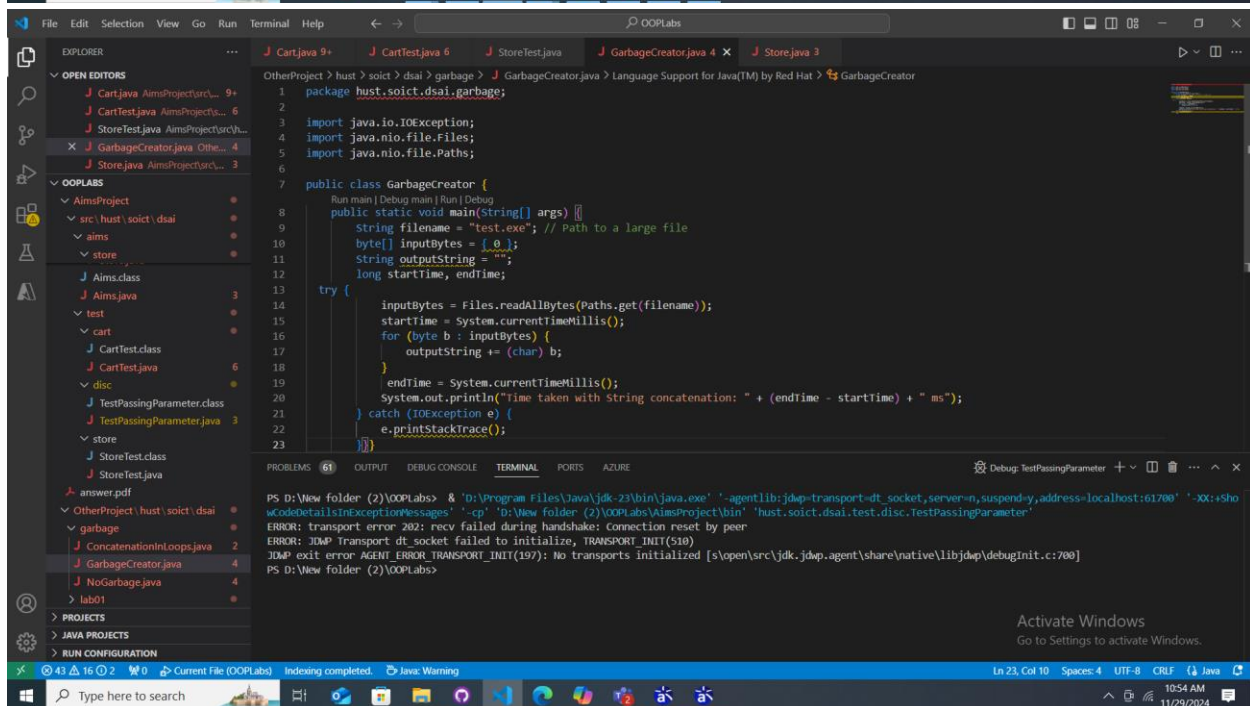 File Edit Selection View Go Run Terminal Help
OOPLabs
EXPLORER
OPEN EDITORS
Cart.java AimsProject\src\... 9+
CartTest.java AimsProject\s... 6
StoreTest.java AimsProject\src\h...
GarbageCreator.java Othe... 4
Store.java AimsProject\src\... 3
OOPLABS
AimsProject
src\hust\soict\dsai
aims
store
Aims.class
Aims.java 3
test
cart
CartTest.class
CartTest.java 6
disc
TestPassingParameter.class
TestPassingParameter.java 3
store
StoreTest.class
StoreTest.java
answer.pdf
OtherProject\hust\soict\dsai
garbage
ConcatenationInLoops.java 2
GarbageCreator.java 4
NoGarbage.java 4
lab01
PROJECTS
JAVA PROJECTS
RUN CONFIGURATION
Cart.java 9+ CartTest.java 6 StoreTest.java GarbageCreator.java 4 Store.java 3
OtherProject > hust > soict > dsai > garbage > GarbageCreator.java > Language Support for Java(TM) by Red Hat > GarbageCreator
1 package hust.soict.dsai.garbage;
2
3 import java.io.IOException;
4 import java.nio.file.Files;
5 import java.nio.file.Paths;
6
7 public class GarbageCreator {
Run main | Debug main | Run | Debug
8 public static void main(String[] args) {
9 String filename = "test.exe"; // Path to a large file
10 byte[] inputBytes = { 0 };
11 String outputString = "";
12 long startTime, endTime;
13 try {
14 inputBytes = Files.readAllBytes(Paths.get(filename));
15 startTime = System.currentTimeMillis();
16 for (byte b : inputBytes) {
17 outputString += (char) b;
18 }
19 endTime = System.currentTimeMillis();
20 System.out.println("Time taken with String concatenation: " + (endTime - startTime) + " ms");
21 } catch (IOException e) {
22 e.printStackTrace();
23 }}}
PROBLEMS 61 OUTPUT DEBUG CONSOLE TERMINAL PORTS AZURE
Debug: TestPassingParameter
PS D:\New folder (2)\OOPLabs> & 'D:\Program Files\Java\jdk-23\bin\java.exe' '-agentlib:jdwp=transport=dt_socket,server=n,suspend=y,address=localhost:61700' '-XX:+Sho
wCodeDetailsInExceptionMessages' '-cp' 'D:\New folder (2)\OOPLabs\AimsProject\bin' 'hust.soict.dsai.test.disc.TestPassingParameter'
ERROR: transport error 202: recv failed during handshake: Connection reset by peer
ERROR: JDWP Transport dt_socket failed to initialize, TRANSPORT_INIT(510)
JDWP exit error AGENT_ERROR_TRANSPORT_INIT(197): No transports initialized [s\open\src\jdk.jdwp.agent\share\native\libjdwp\debugInit.c:700]
PS D:\New folder (2)\OOPLabs>
Activate Windows
Go to Settings to activate Windows.
43 16 2 0 Current File (OOPLabs) Indexing completed. Java: Warning
Ln 23, Col 10 Spaces: 4 UTF-8 CRLF Java
Type here to search
10:54 AM
11/29/2024